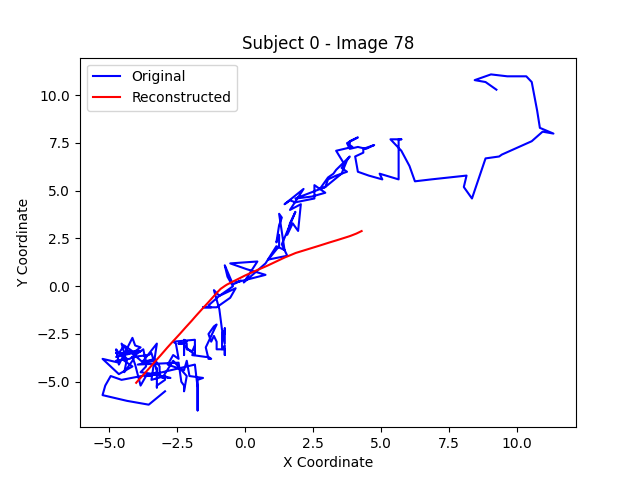 Subject 0 - Image 78
Original
Reconstructed
Y Coordinate
10.0
7.5
5.0
2.5
0.0
−2.5
−5.0
−5.0 −2.5 0.0 2.5 5.0 7.5 10.0
X Coordinate